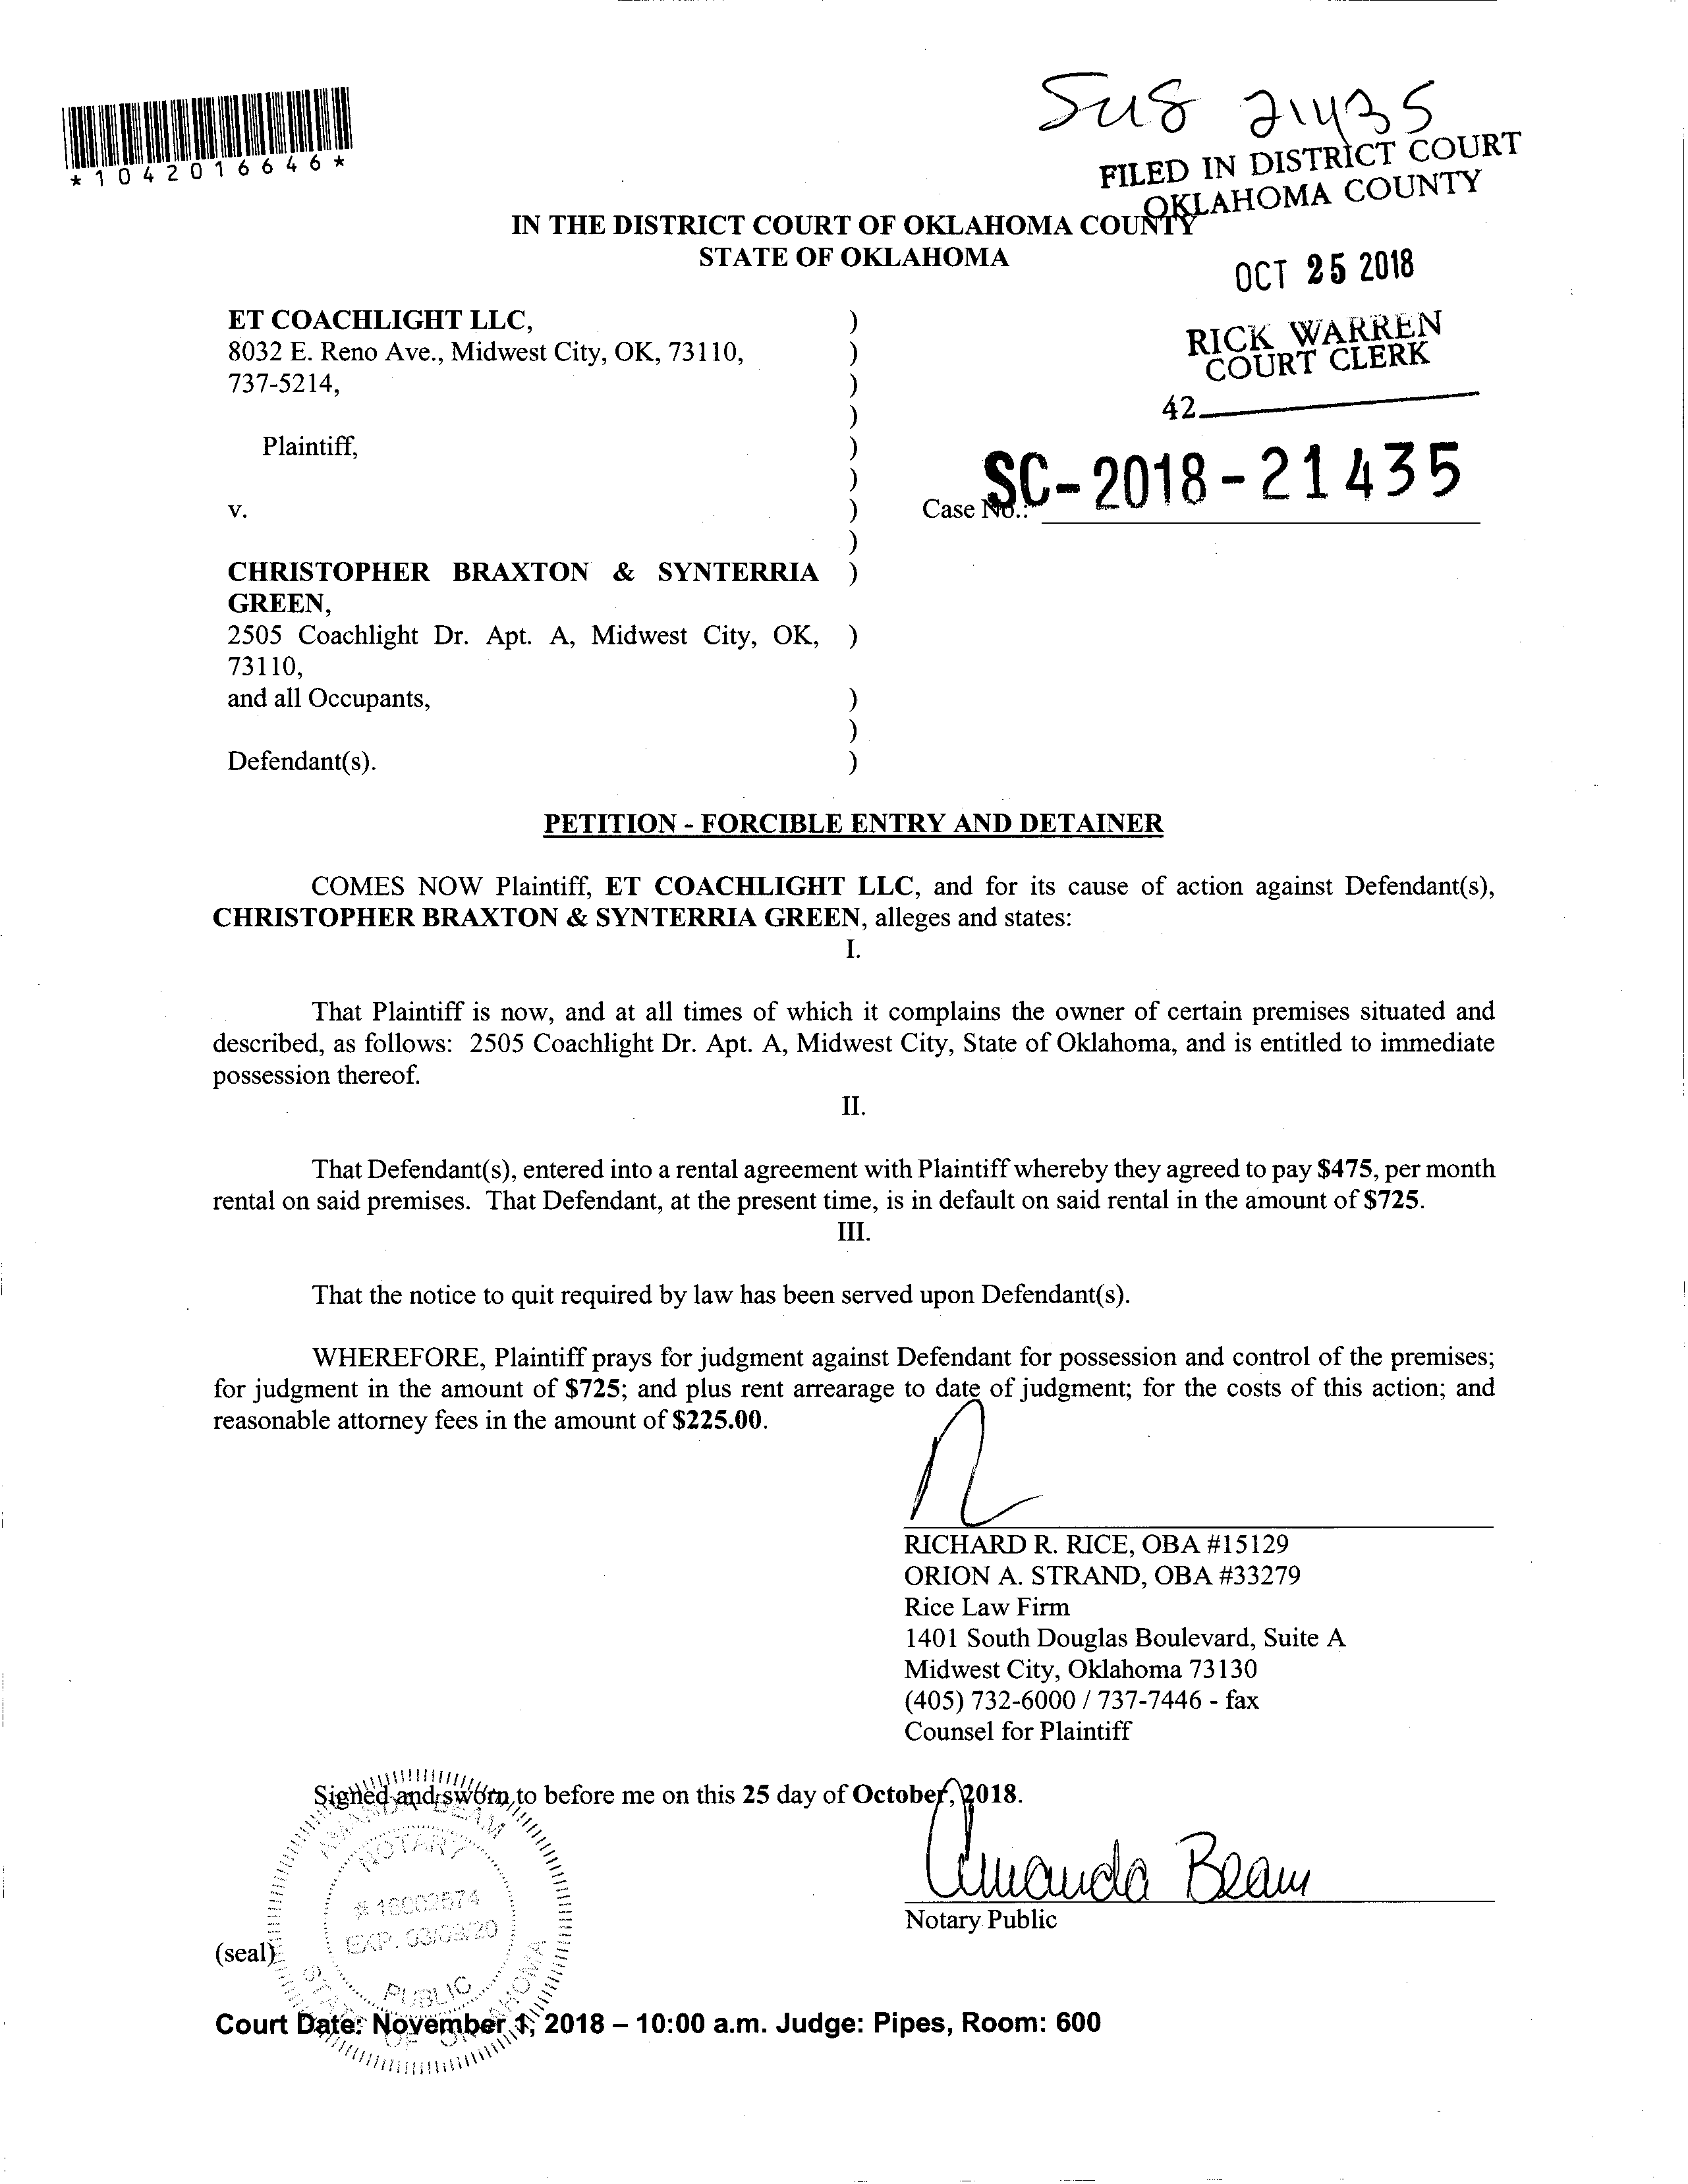 Sus 21435
*1042016646*
FILED IN DISTRICT COURT
OKLAHOMA COUNTY
IN THE DISTRICT COURT OF OKLAHOMA COUNTY
STATE OF OKLAHOMA
OCT 25 2018
RICK WARREN
COURT CLERK
42
ET COACHLIGHT LLC, )
8032 E. Reno Ave., Midwest City, OK, 73110, )
737-5214, )
)
Plaintiff, )
)
v. )
Case No.: SC-2018-21435
)
CHRISTOPHER BRAXTON & SYNTERRIA )
GREEN,
2505 Coachlight Dr. Apt. A, Midwest City, OK, )
73110,
and all Occupants, )
)
Defendant(s). )
PETITION - FORCIBLE ENTRY AND DETAINER
COMES NOW Plaintiff, ET COACHLIGHT LLC, and for its cause of action against Defendant(s),
CHRISTOPHER BRAXTON & SYNTERRIA GREEN, alleges and states:
I.
That Plaintiff is now, and at all times of which it complains the owner of certain premises situated and
described, as follows: 2505 Coachlight Dr. Apt. A, Midwest City, State of Oklahoma, and is entitled to immediate
possession thereof.
II.
That Defendant(s), entered into a rental agreement with Plaintiff whereby they agreed to pay $475, per month
rental on said premises. That Defendant, at the present time, is in default on said rental in the amount of $725.
III.
That the notice to quit required by law has been served upon Defendant(s).
WHEREFORE, Plaintiff prays for judgment against Defendant for possession and control of the premises;
for judgment in the amount of $725; and plus rent arrearage to date of judgment; for the costs of this action; and
reasonable attorney fees in the amount of $225.00.
RICHARD R. RICE, OBA #15129
ORION A. STRAND, OBA #33279
Rice Law Firm
1401 South Douglas Boulevard, Suite A
Midwest City, Oklahoma 73130
(405) 732-6000 / 737-7446 - fax
Counsel for Plaintiff
Signed and sworn to before me on this 25 day of October, 2018.
Amanda Beam
Notary Public
AMANDA BEAM
NOTARY
# 16002574
EXP. 03/03/20
PUBLIC
STATE OF OKLAHOMA
(seal)
Court Date: November 1, 2018 – 10:00 a.m. Judge: Pipes, Room: 600